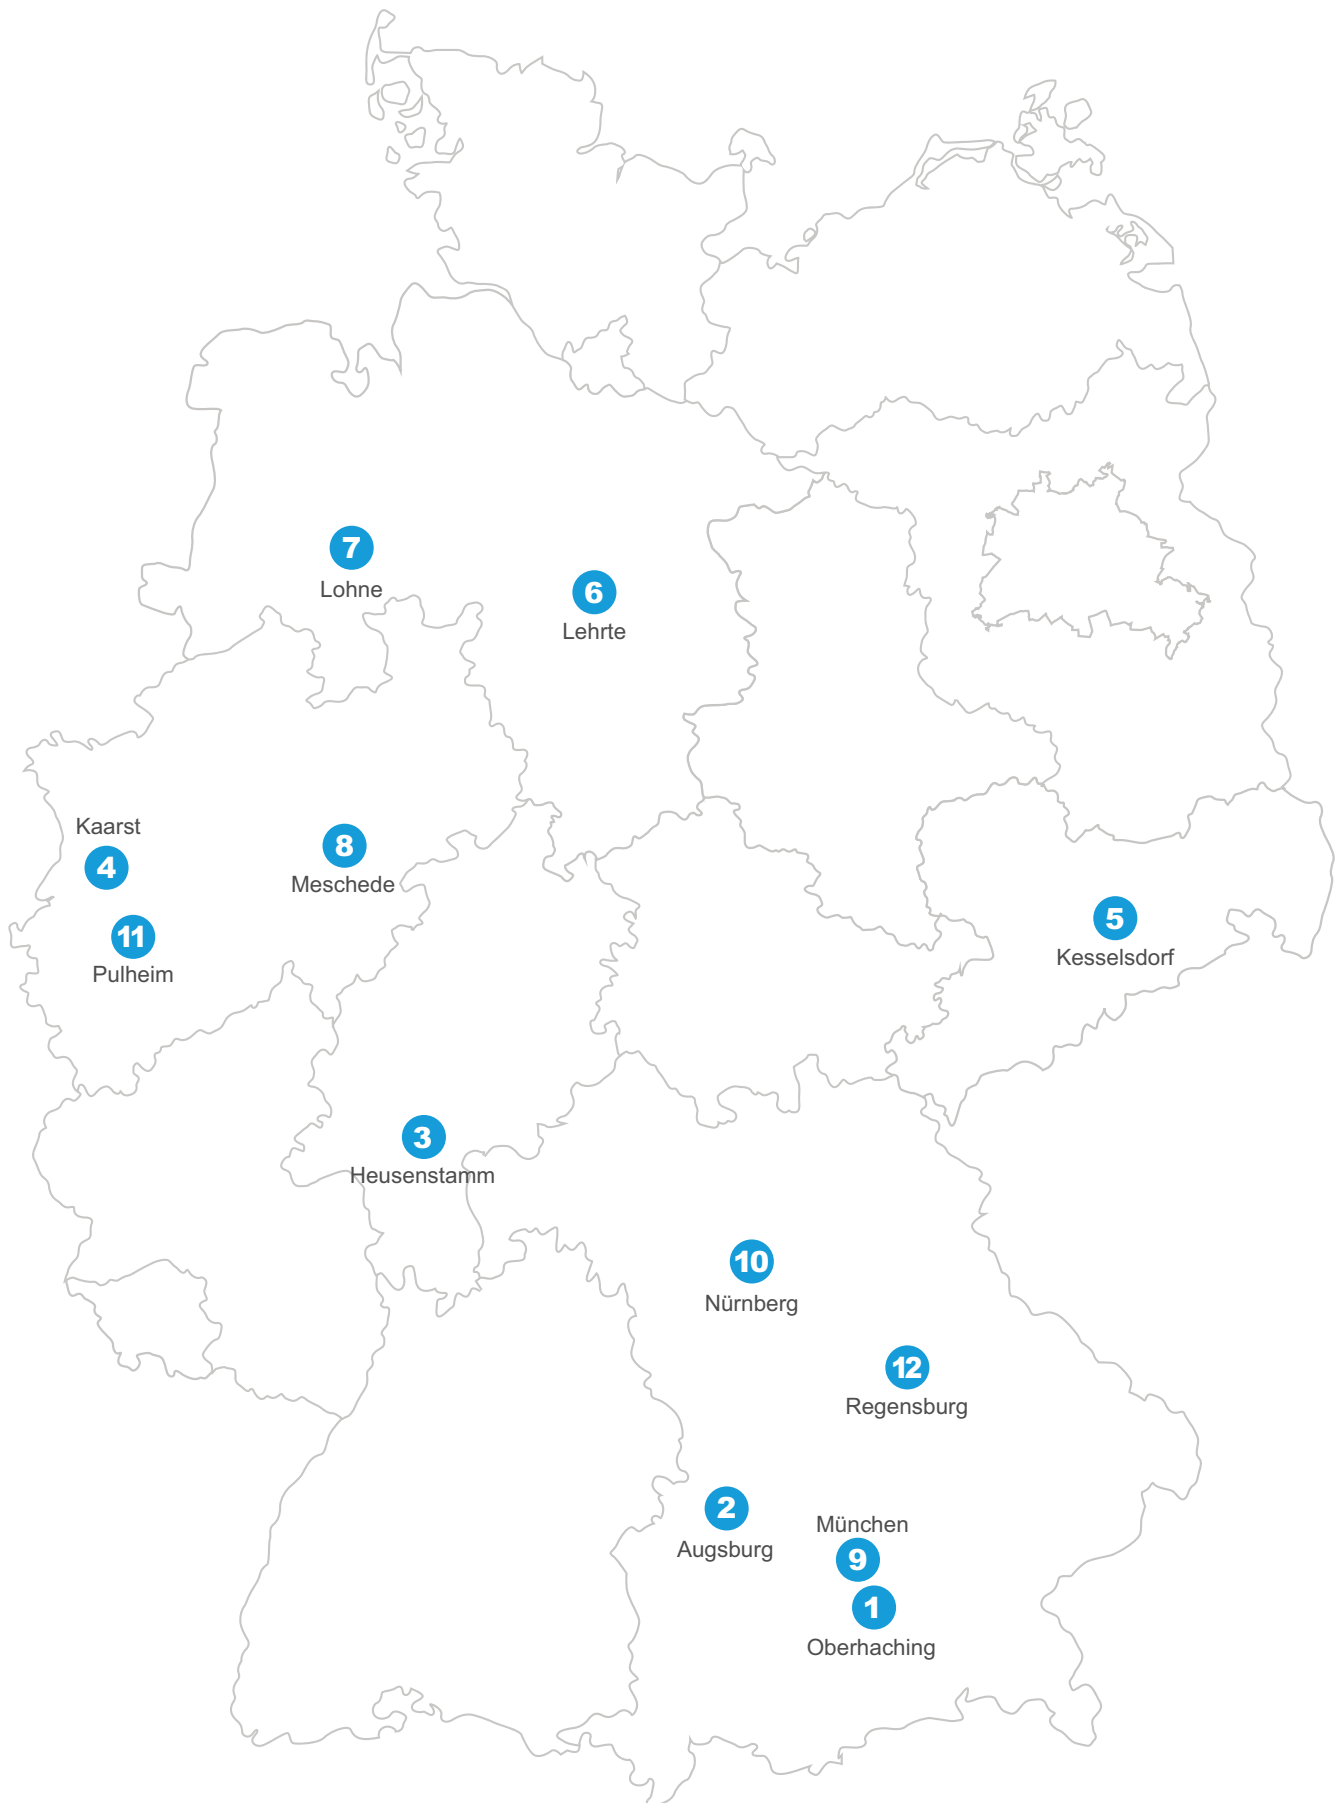 7
Lohne
6
Lehrte
Kaarst
4
8
Meschede
11
Pulheim
5
Kesselsdorf
3
Heusenstamm
10
Nürnberg
12
Regensburg
2
Augsburg
München
9
1
Oberhaching